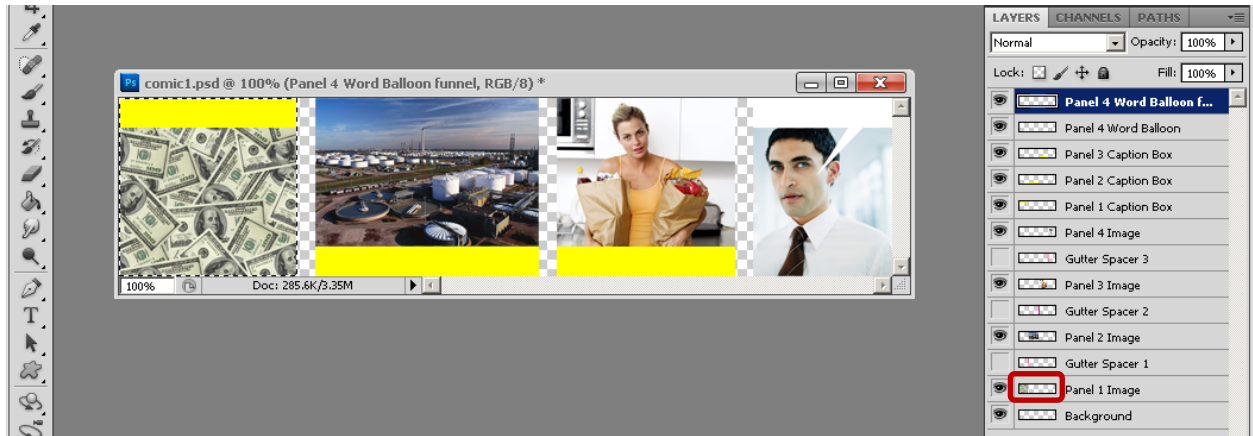 LAYERS CHANNELS PATHS
Normal Opacity: 100%
Lock: Fill: 100%
Ps comic1.psd @ 100% (Panel 4 Word Balloon funnel, RGB/8) *
Panel 4 Word Balloon f...
Panel 4 Word Balloon
Panel 3 Caption Box
Panel 2 Caption Box
Panel 1 Caption Box
Panel 4 Image
Gutter Spacer 3
Panel 3 Image
Gutter Spacer 2
Panel 2 Image
Gutter Spacer 1
Panel 1 Image
Background
100% Doc: 285.6K/3.35M
T